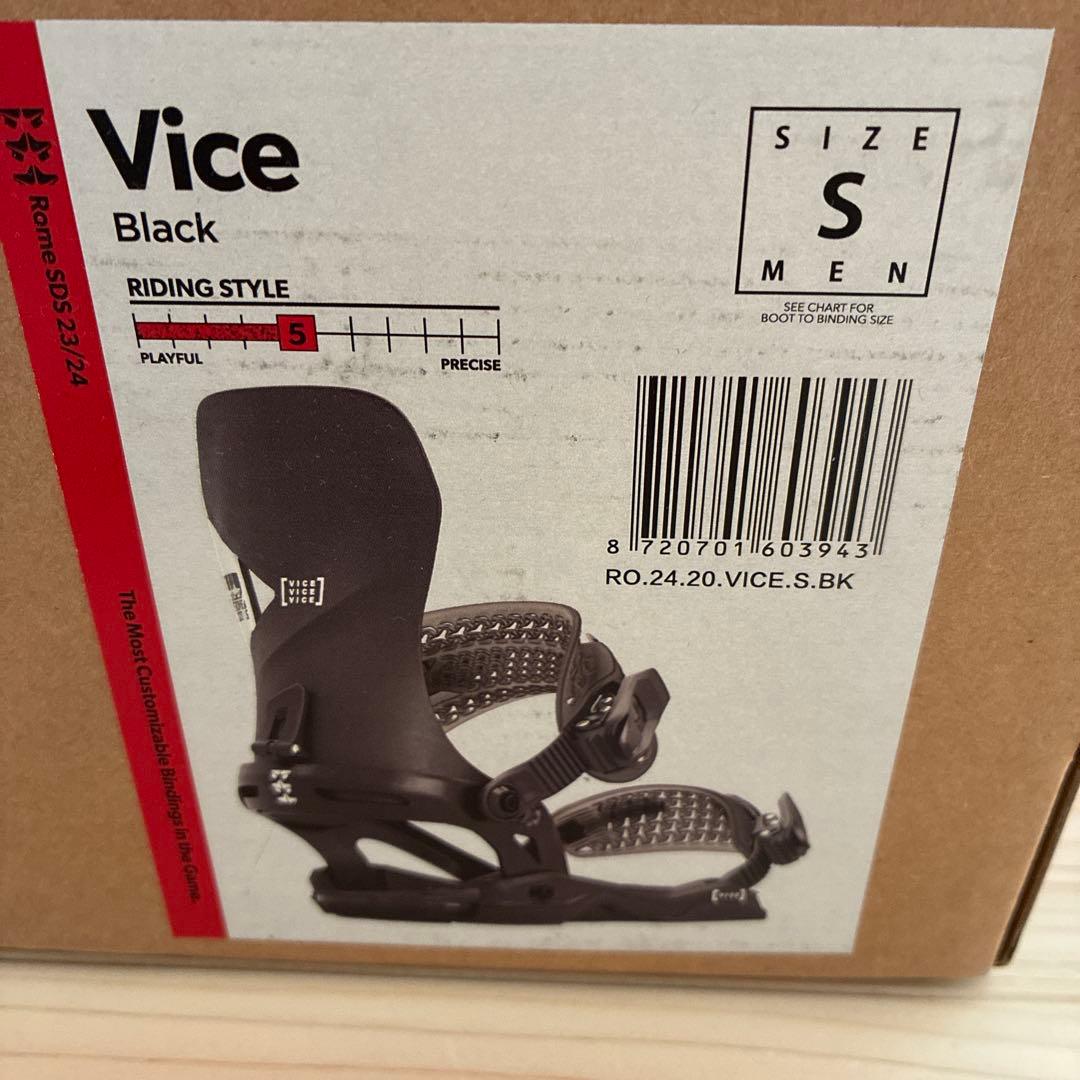 Vice
Black
RIDING STYLE
5
PLAYFUL
PRECISE
SIZE
S
MEN
SEE CHART FOR
BOOT TO BINDING SIZE
8 720701 603943
RO.24.20.VICE.S.BK
Rome SDS 23/24
The Most Customizable Bindings in the Game.
VICE
VICE
VICE